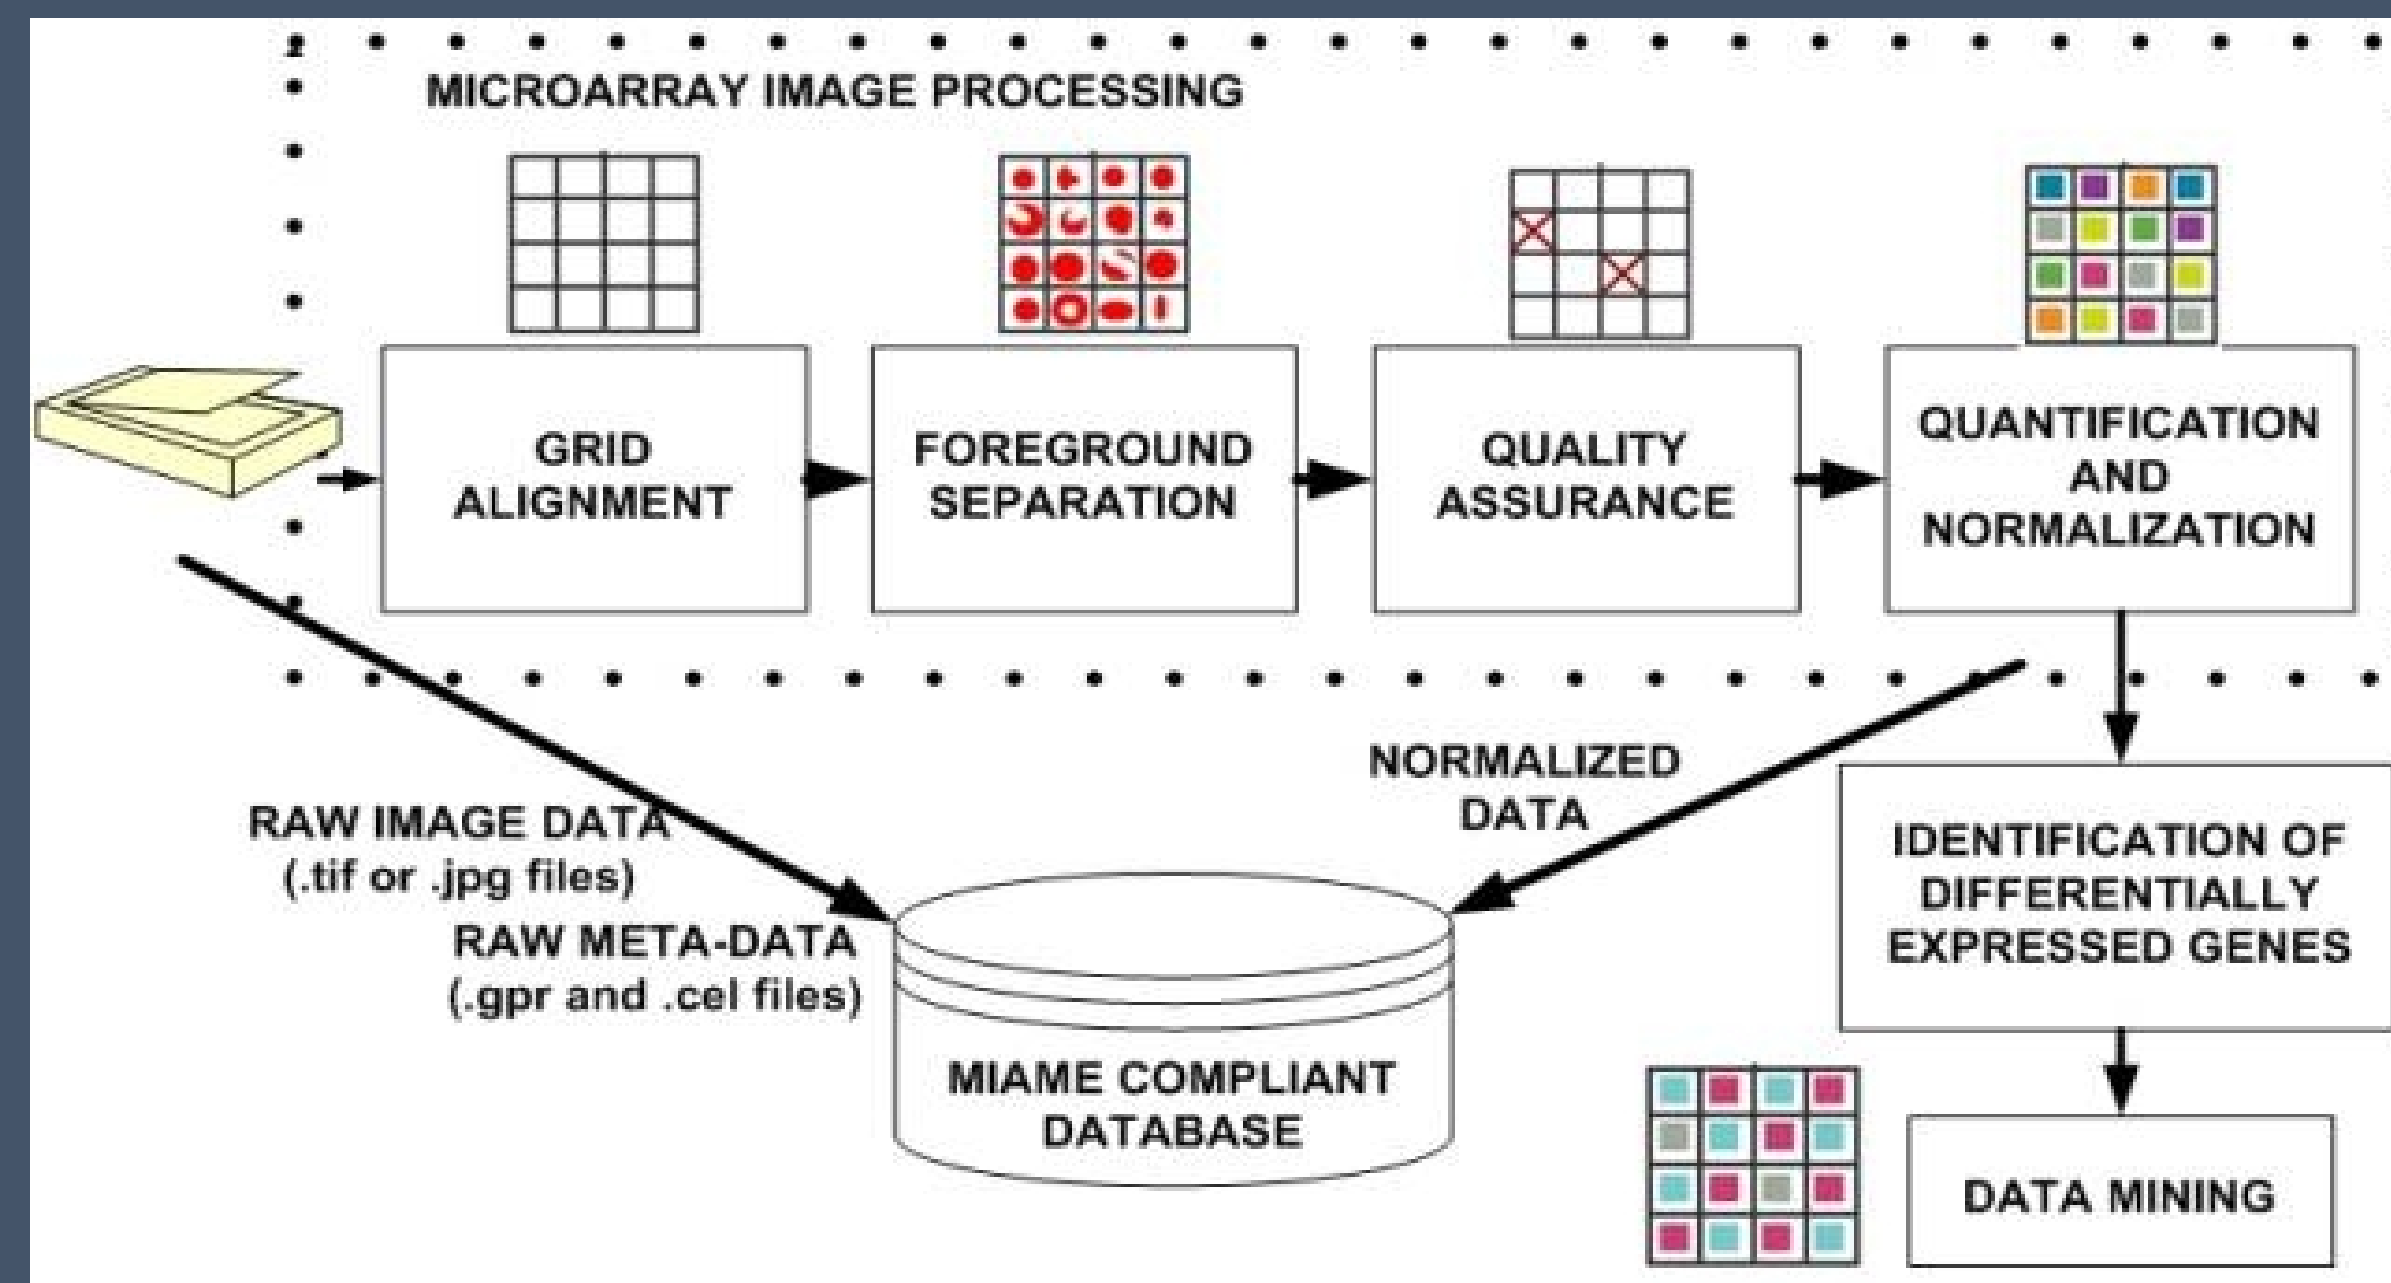 MICROARRAY IMAGE PROCESSING
GRID
ALIGNMENT
FOREGROUND
SEPARATION
QUALITY
ASSURANCE
QUANTIFICATION
AND
NORMALIZATION
RAW IMAGE DATA
(.tif or .jpg files)
RAW META-DATA
(.gpr and .cel files)
NORMALIZED
DATA
MIAME COMPLIANT
DATABASE
IDENTIFICATION OF
DIFFERENTIALLY
EXPRESSED GENES
DATA MINING